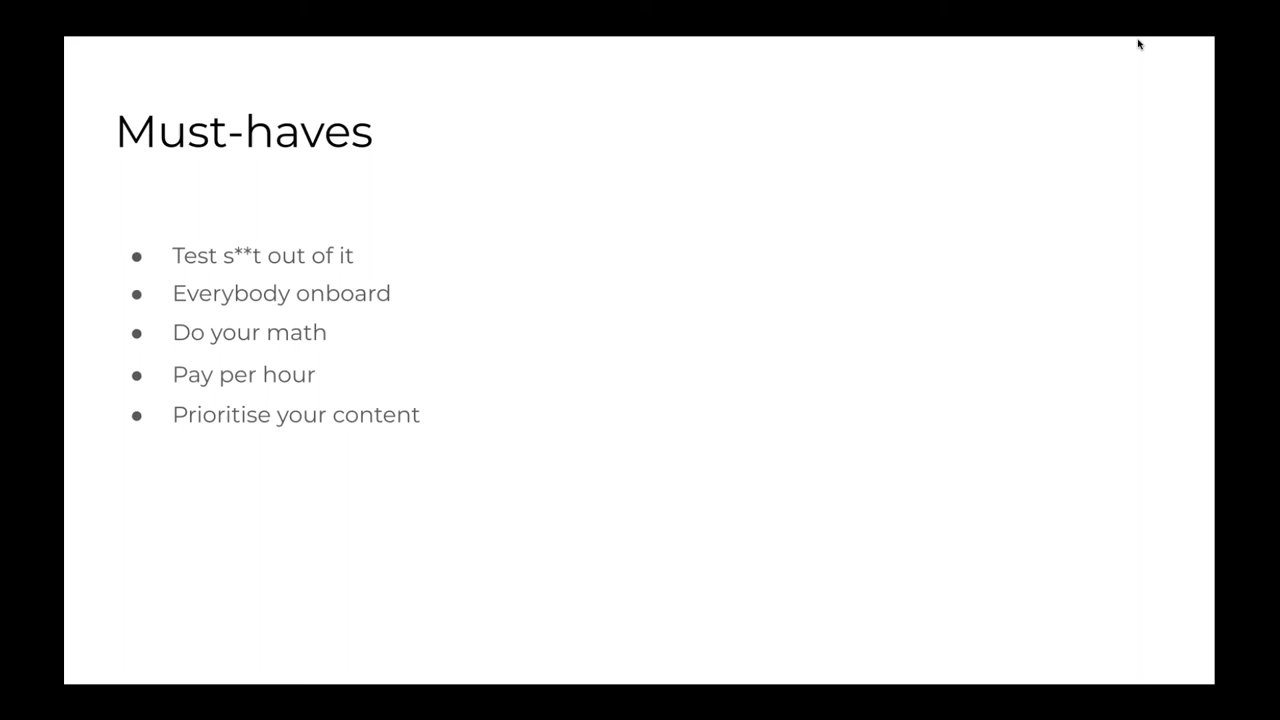 Must-haves
● Test s**t out of it
● Everybody onboard
● Do your math
● Pay per hour
● Prioritise your content